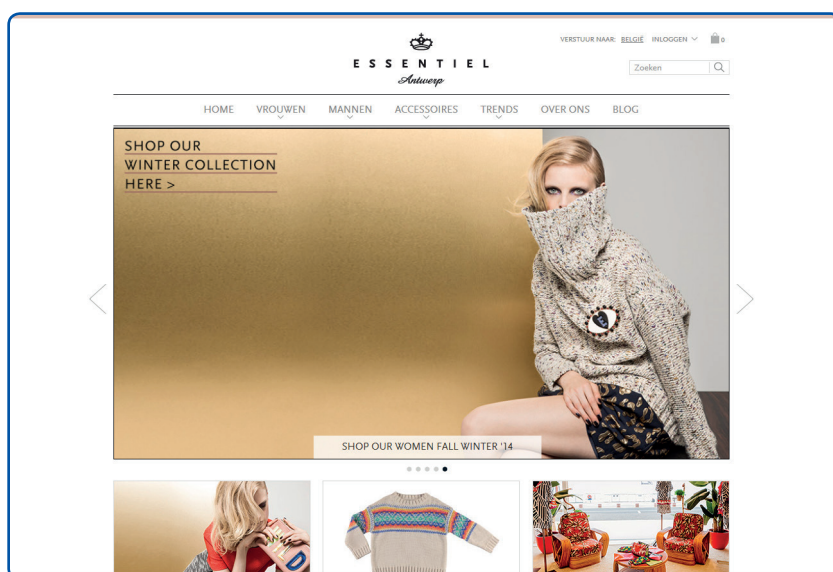 ESSENTIEL
Antwerp
VERSTUUR NAAR: BELGIË INLOGGEN 0
Zoeken
HOME VROUWEN MANNEN ACCESSOIRES TRENDS OVER ONS BLOG
SHOP OUR
WINTER COLLECTION
HERE >
SHOP OUR WOMEN FALL WINTER '14